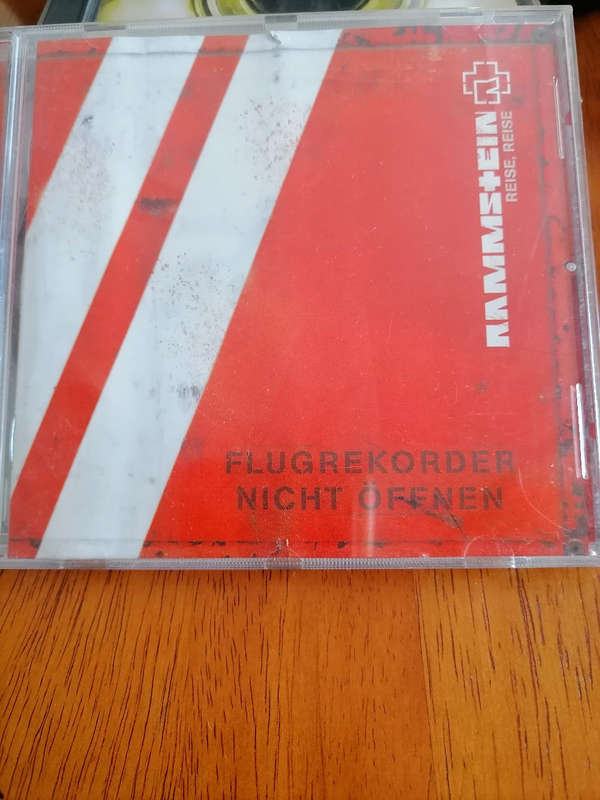 RAMMSTEIN
REISE, REISE
FLUGREKORDER
NICHT ÖFFNEN